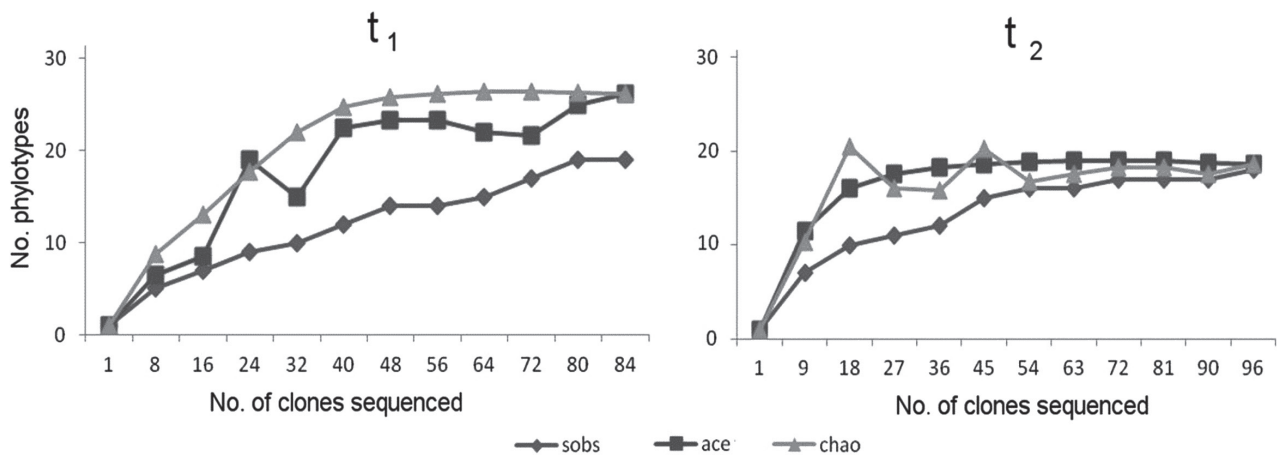 t 1
30
20
10
0
No. phylotypes
1 8 16 24 32 40 48 56 64 72 80 84
No. of clones sequenced
t 2
30
20
10
0
1 9 18 27 36 45 54 63 72 81 90 96
No. of clones sequenced
sobs ace chao